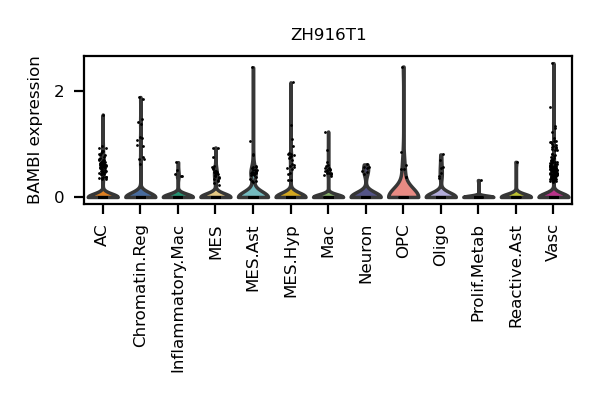 ZH916T1
BAMBI expression
2
0
AC
Chromatin.Reg
Inflammatory.Mac
MES
MES.Ast
MES.Hyp
Mac
Neuron
OPC
Oligo
Prolif.Metab
Reactive.Ast
Vasc